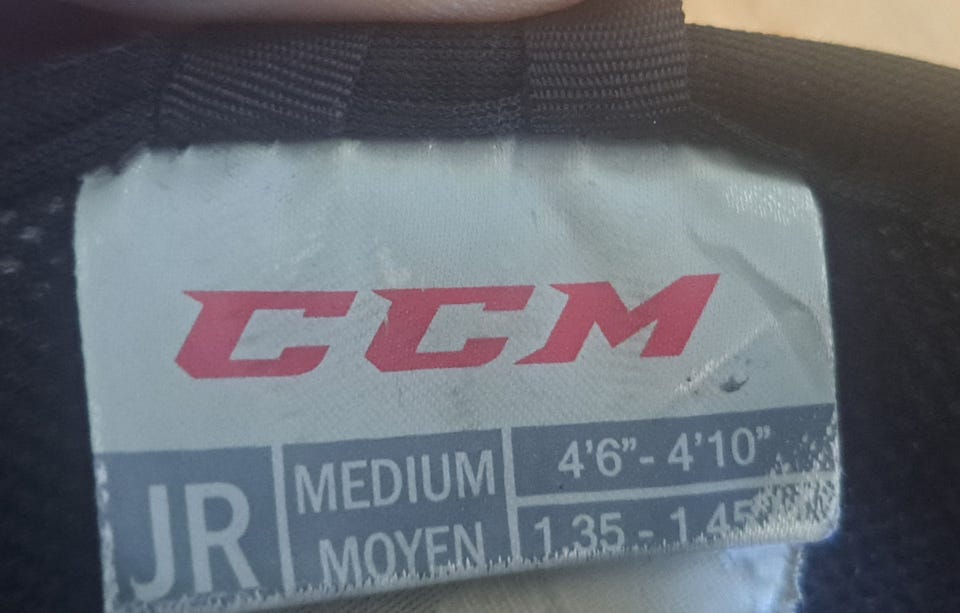 CCM
JR
MEDIUM
MOYEN
4'6"- 4'10"
1.35 - 1.45